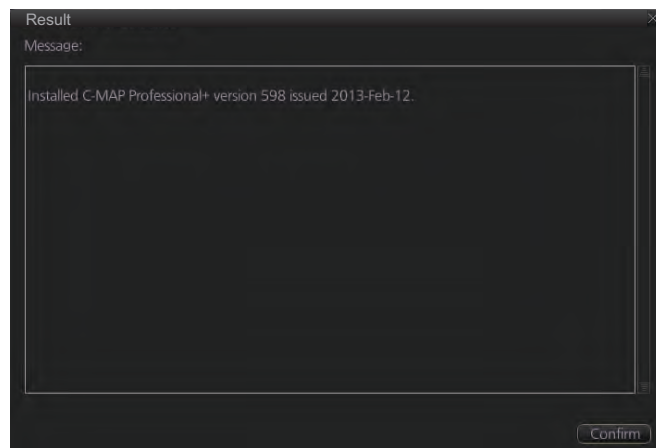 Result
Message:
Installed C-MAP Professional+ version 598 issued 2013-Feb-12.
Confirm